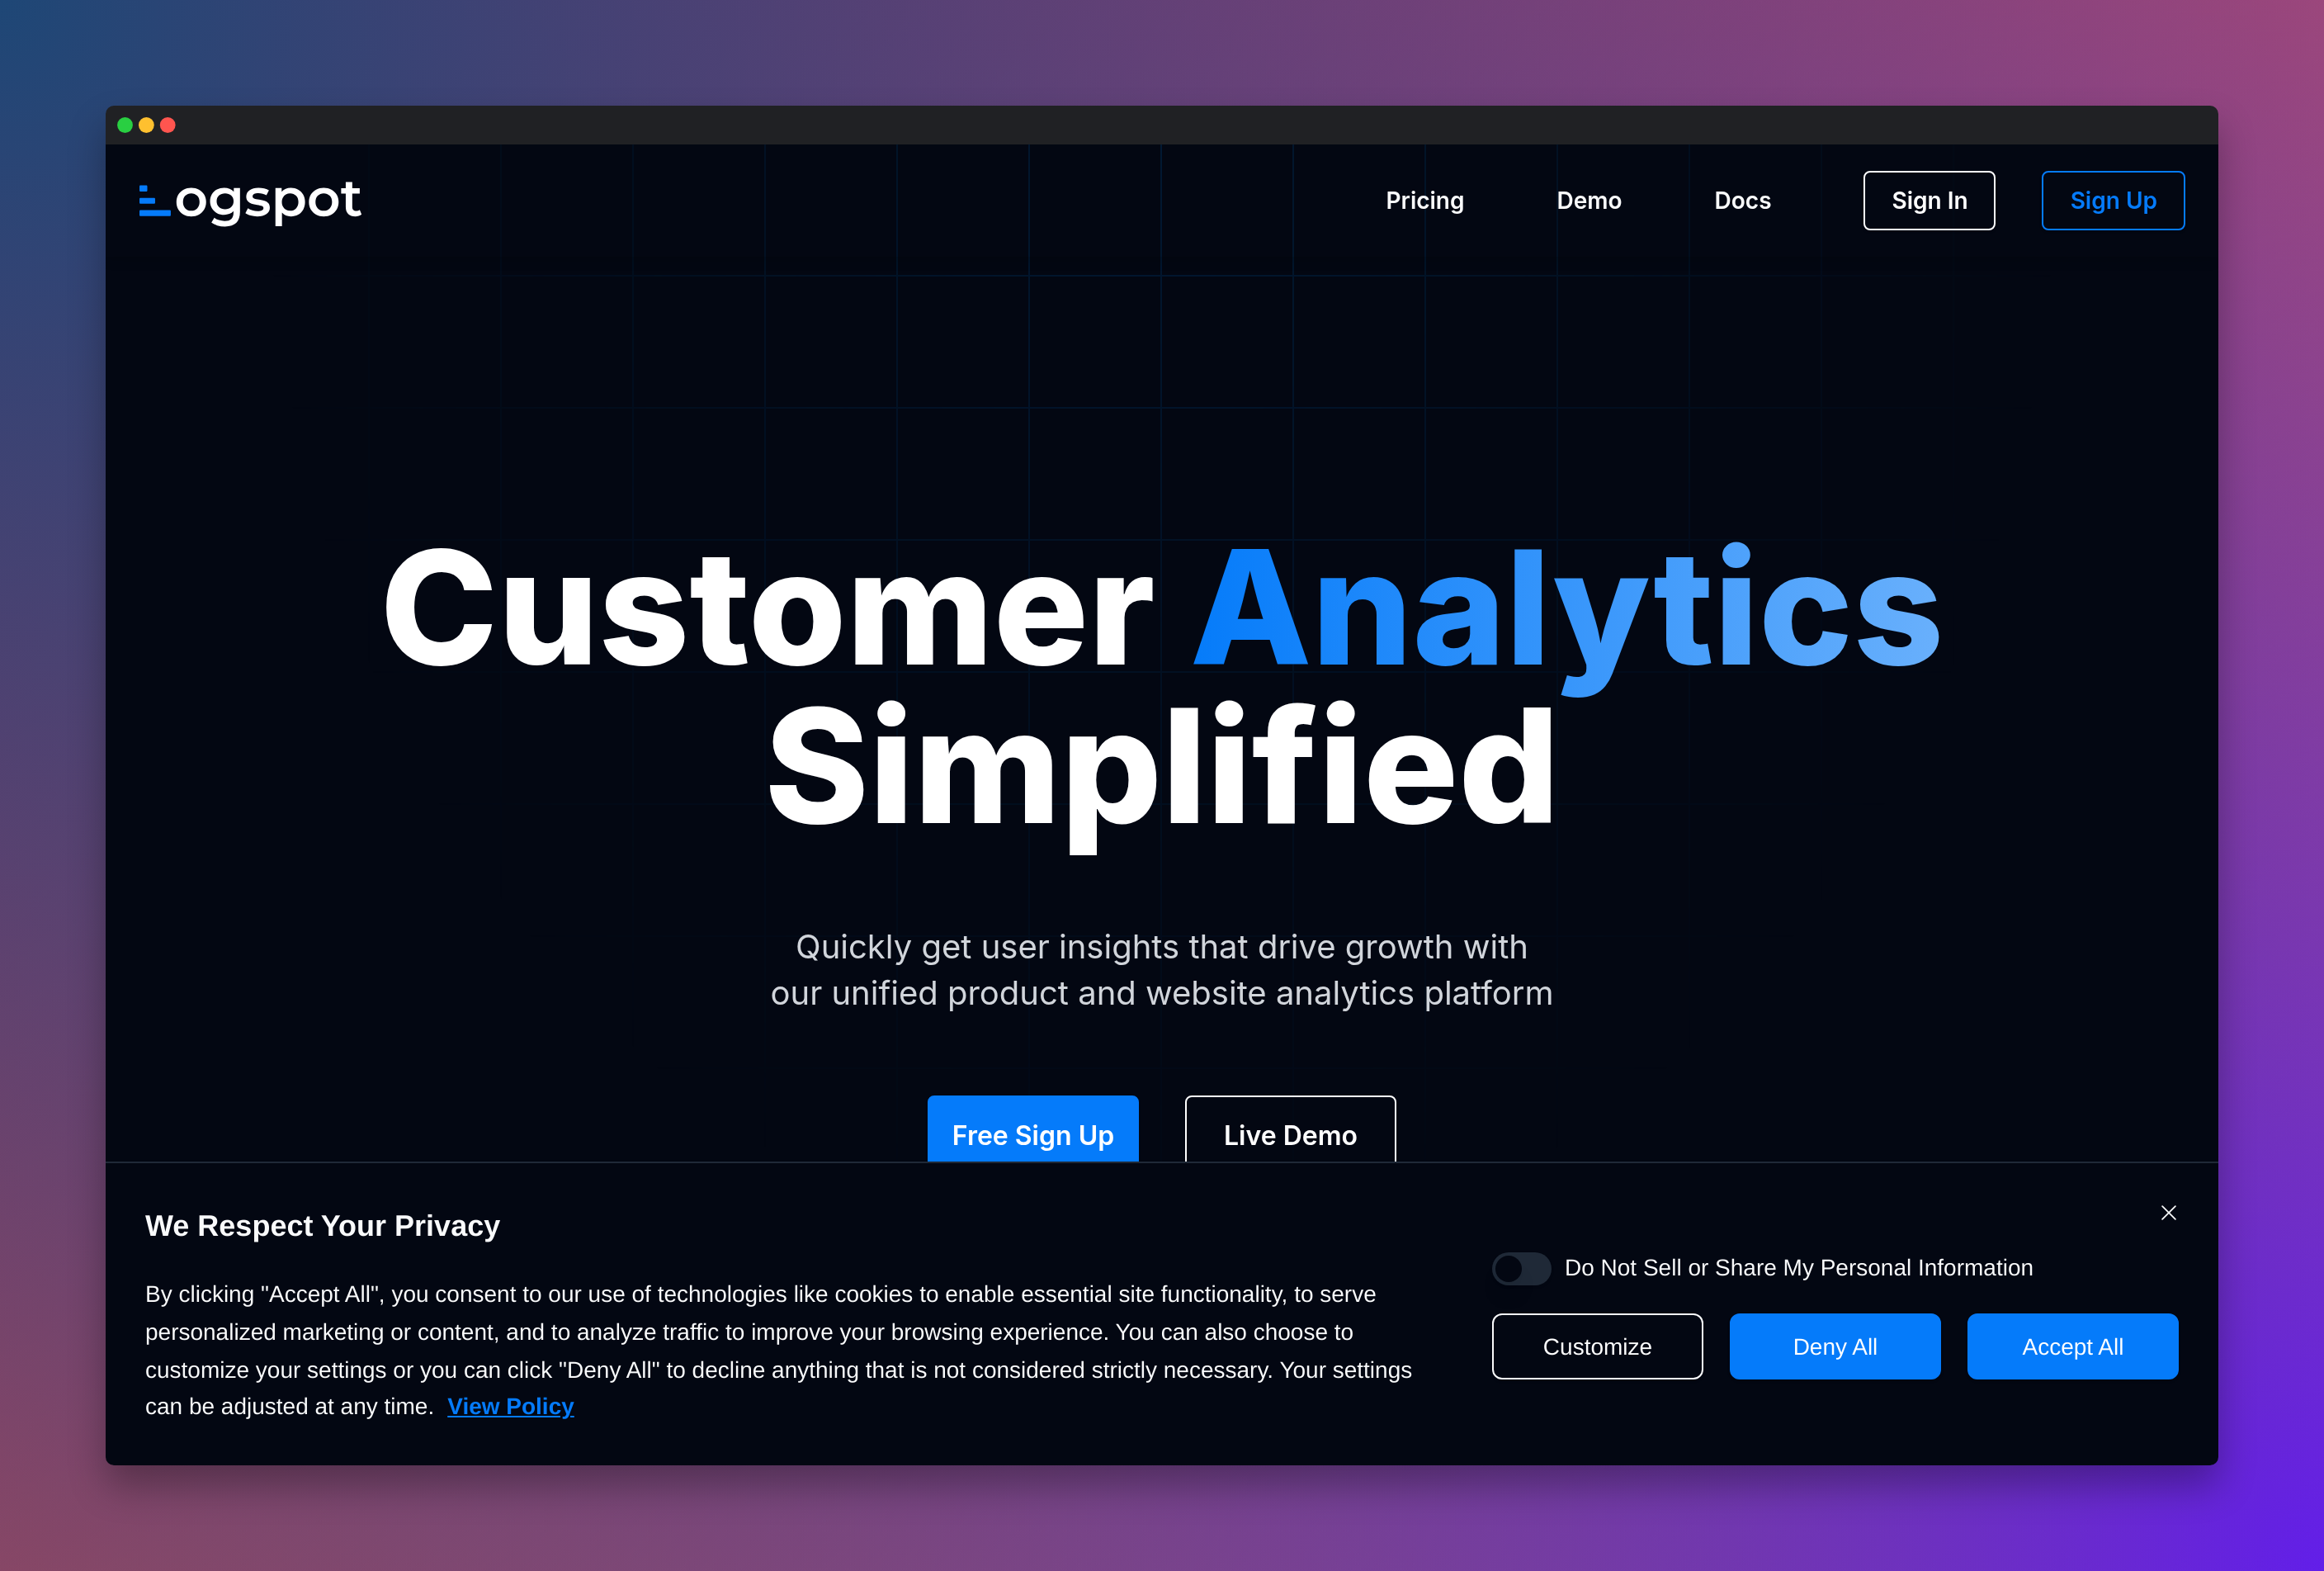 Logspot
Pricing
Demo
Docs
Sign In
Sign Up
Customer Analytics
Simplified
Quickly get user insights that drive growth with
our unified product and website analytics platform
Free Sign Up
Live Demo
We Respect Your Privacy
By clicking "Accept All", you consent to our use of technologies like cookies to enable essential site functionality, to serve
personalized marketing or content, and to analyze traffic to improve your browsing experience. You can also choose to
customize your settings or you can click "Deny All" to decline anything that is not considered strictly necessary. Your settings
can be adjusted at any time. View Policy
Do Not Sell or Share My Personal Information
Customize
Deny All
Accept All